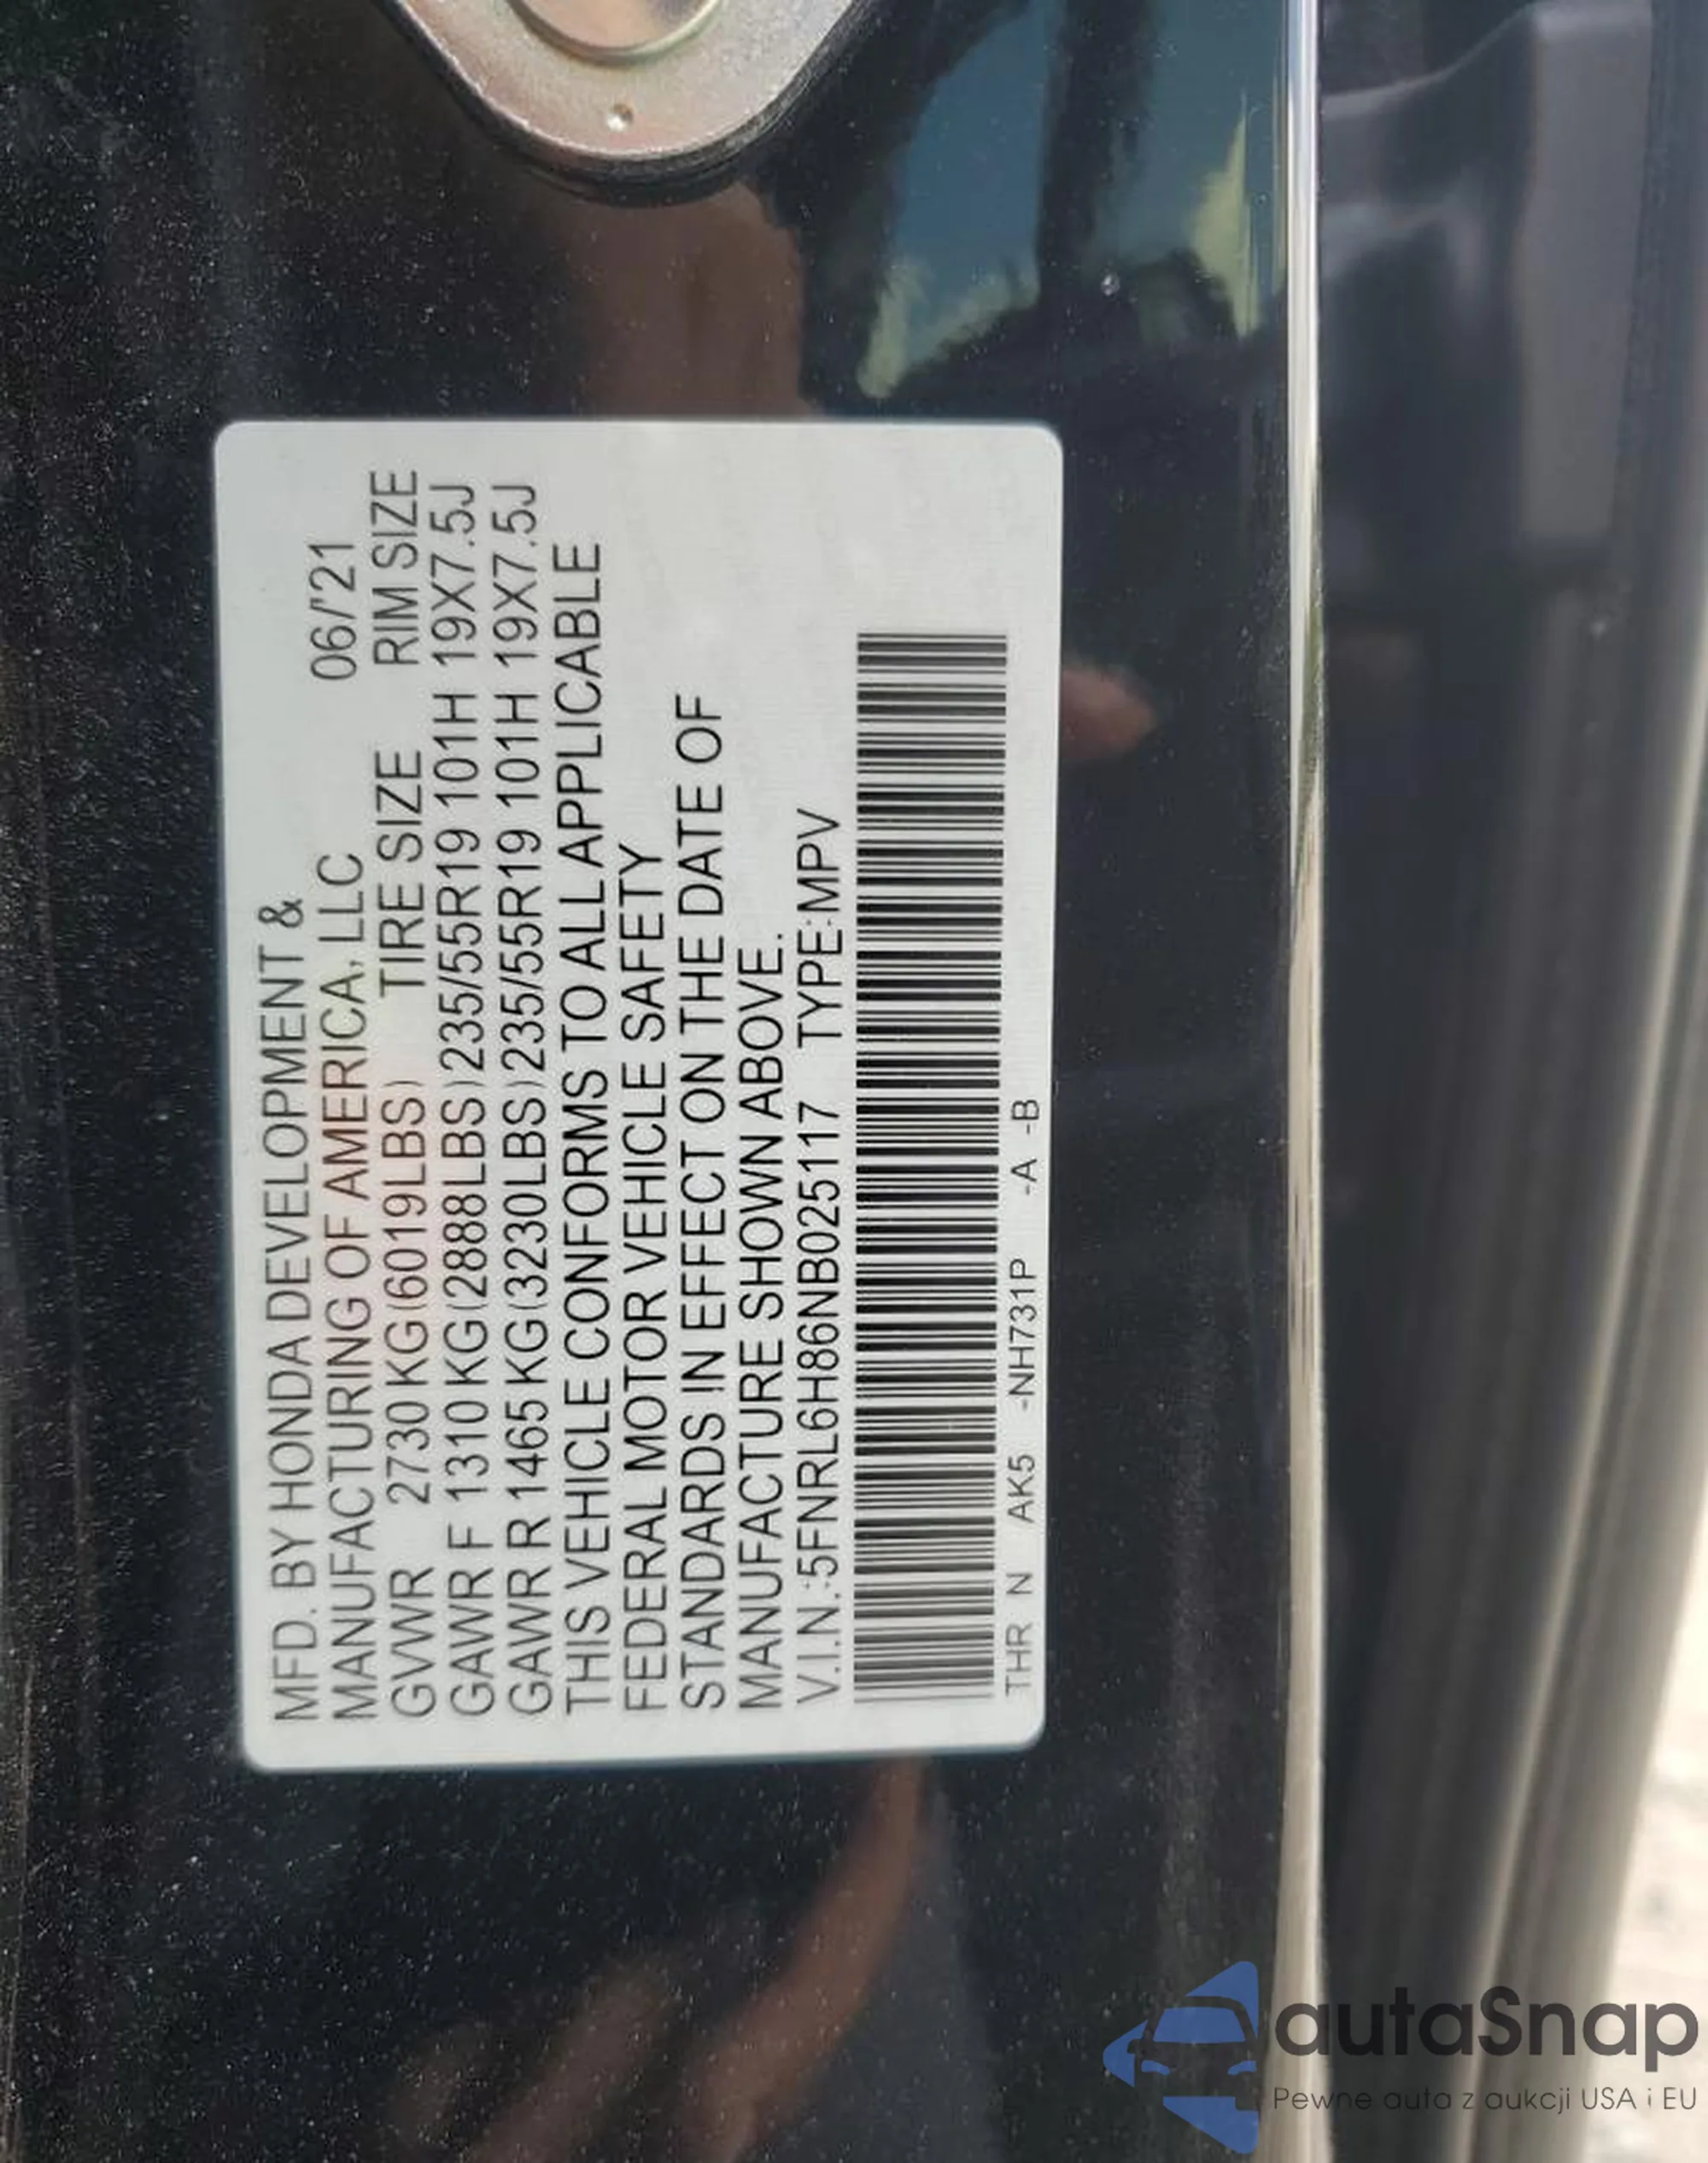 MFD. BY HONDA DEVELOPMENT &
MANUFACTURING OF AMERICA, LLC 06/'21
GVWR 2730 KG(6019LBS) TIRE SIZE RIM SIZE
GAWR F 1310 KG(2888LBS)235/55R19 101H 19X7.5J
GAWR R 1465 KG(3230LBS)235/55R19 101H 19X7.5J
THIS VEHICLE CONFORMS TO ALL APPLICABLE
FEDERAL MOTOR VEHICLE SAFETY
STANDARDS IN EFFECT ON THE DATE OF
MANUFACTURE SHOWN ABOVE.
V.I.N.:5FNRL6H86NB025117 TYPE:MPV
THR N AK5 -NH731P -A -B
autaSnap
Pewne auta z aukcji USA i EU